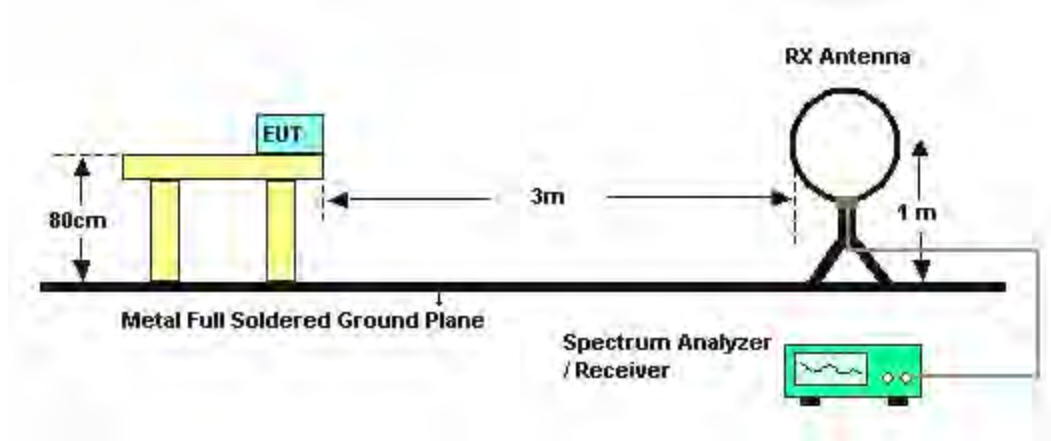 RX Antenna
EUT
80cm
3m
1 m
Metal Full Soldered Ground Plane
Spectrum Analyzer
/ Receiver